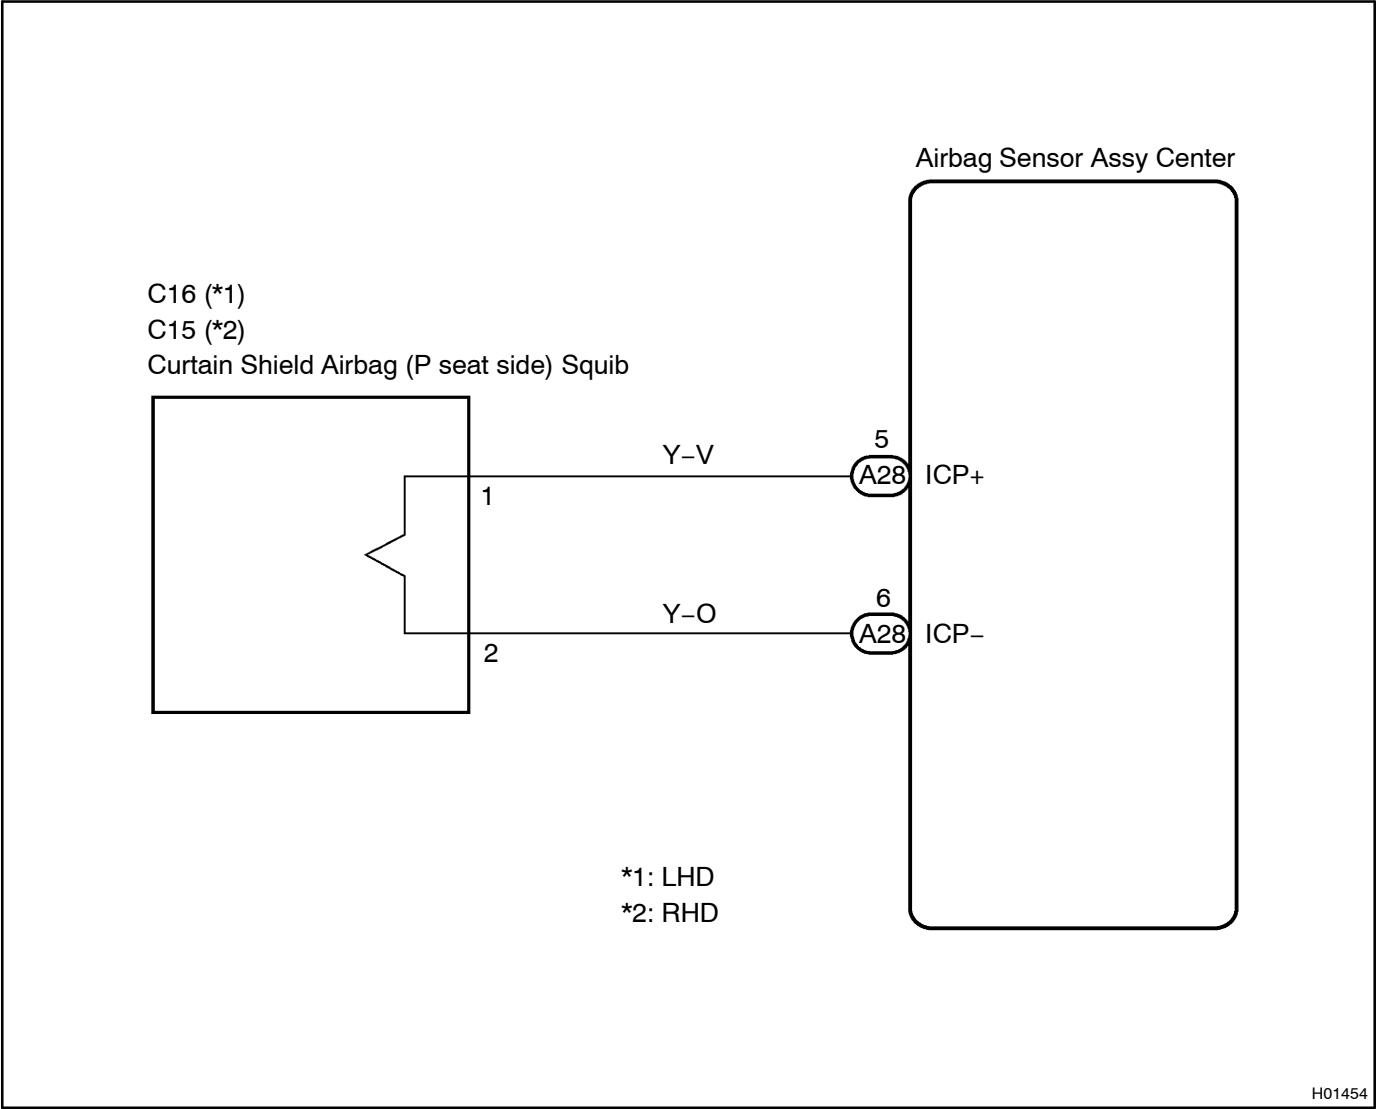 Airbag Sensor Assy Center
C16 (*1)
C15 (*2)
Curtain Shield Airbag (P seat side) Squib
Y−V
5
A28
ICP+
1
Y−O
6
A28
ICP−
2
*1: LHD
*2: RHD
H01454